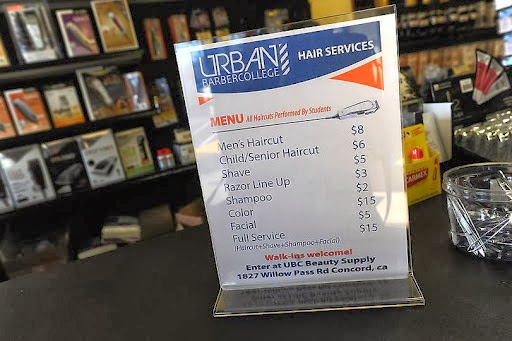 URBAN
BARBERCOLLEGE
HAIR SERVICES
MENU All Haircuts Performed By Students
Men's Haircut $8
Child/Senior Haircut $6
Shave $5
Razor Line Up $3
Shampoo $2
Color $15
Facial $5
Full Service $15
(Haircut+Shave+Shampoo+Facial)
Walk-ins welcome!
Enter at UBC Beauty Supply
1827 Willow Pass Rd Concord, ca
CARMEX